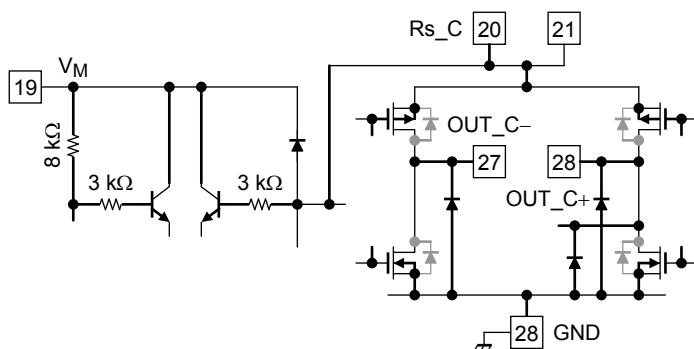 Rs_C 20 21
19 V_M
8 kΩ
OUT_C−
3 kΩ 3 kΩ
27 28
OUT_C+
28 GND